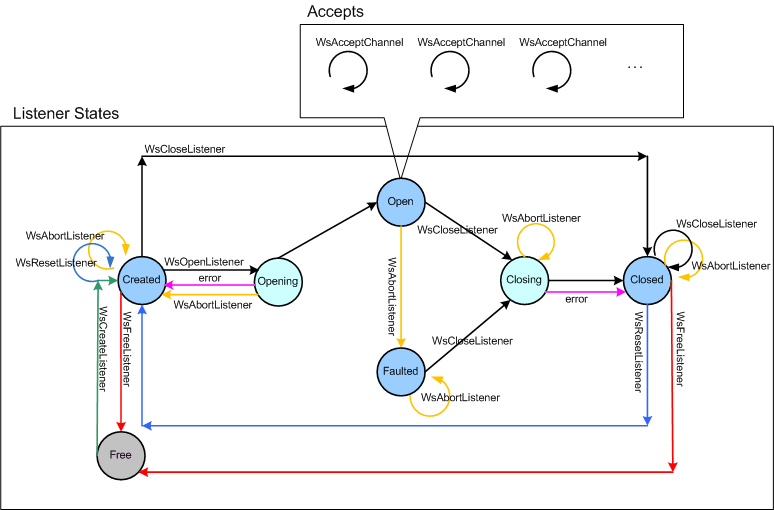 Accepts
WsAcceptChannel
WsAcceptChannel
WsAcceptChannel
...
Listener States
WsCloseListener
Open
WsAbortListener
WsResetListener
Created
WsOpenListener
error
WsAbortListener
Opening
WsCloseListener
WsAbortListener
WsAbortListener
Closing
error
WsCloseListener
WsAbortListener
Closed
WsCreateListener
WsFreeListener
WsCloseListener
Faulted
WsAbortListener
WsResetListener
WsFreeListener
Free